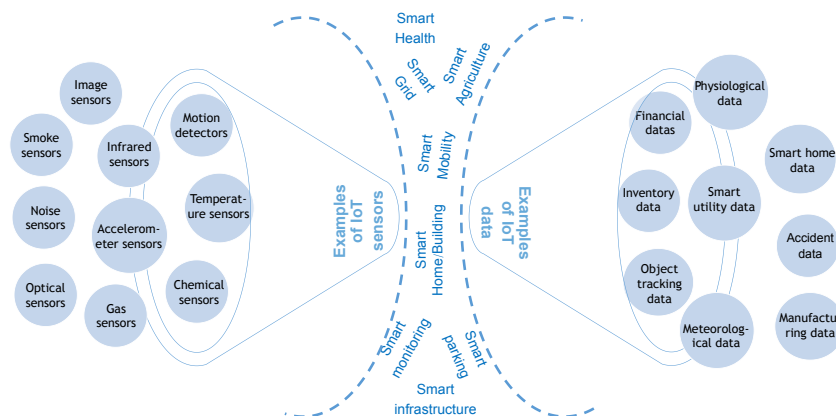 Image
sensors
Smoke
sensors
Infrared
sensors
Motion
detectors
Noise
sensors
Accelerom-
eter sensors
Temperat-
ure sensors
Optical
sensors
Gas
sensors
Chemical
sensors
Examples
of IoT
sensors
Smart
Health
Smart
Grid
Smart
Agriculture
Smart
Mobility
Smart
Home/Building
Smart
monitoring
Smart
parking
Smart
infrastructure
Examples
of IoT
data
Physiological
data
Financial
datas
Smart home
data
Inventory
data
Smart
utility data
Accident
data
Object
tracking
data
Meteorolog-
ical data
Manufactu
ring data